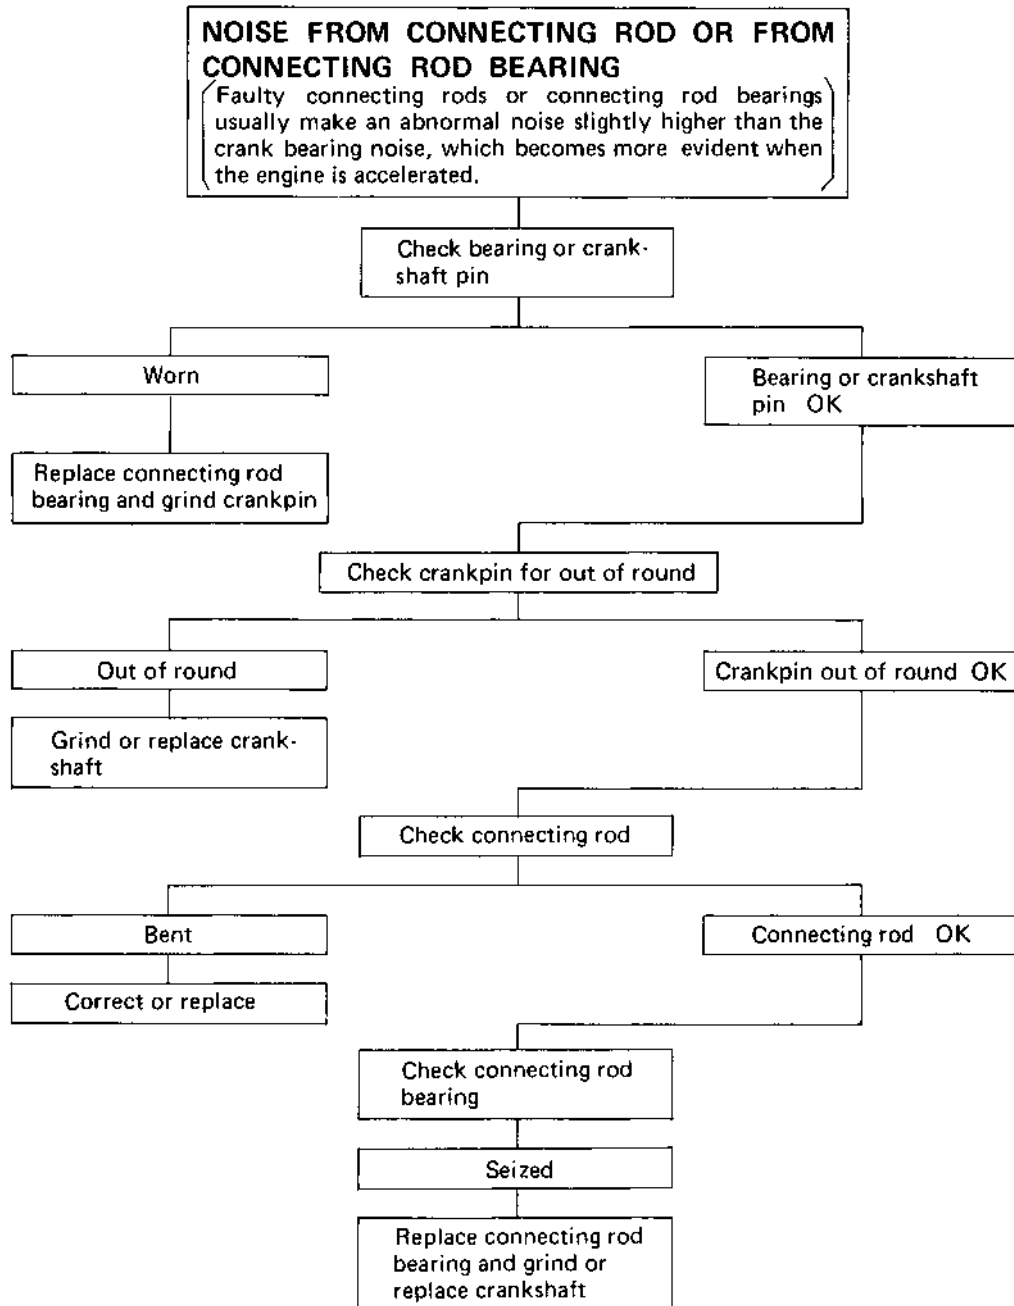 NOISE FROM CONNECTING ROD OR FROM
CONNECTING ROD BEARING
Faulty connecting rods or connecting rod bearings
usually make an abnormal noise slightly higher than the
crank bearing noise, which becomes more evident when
the engine is accelerated.
Check bearing or crank-
shaft pin
Worn
Bearing or crankshaft
pin OK
Replace connecting rod
bearing and grind crankpin
Check crankpin for out of round
Out of round
Crankpin out of round OK
Grind or replace crank-
shaft
Check connecting rod
Bent
Connecting rod OK
Correct or replace
Check connecting rod
bearing
Seized
Replace connecting rod
bearing and grind or
replace crankshaft